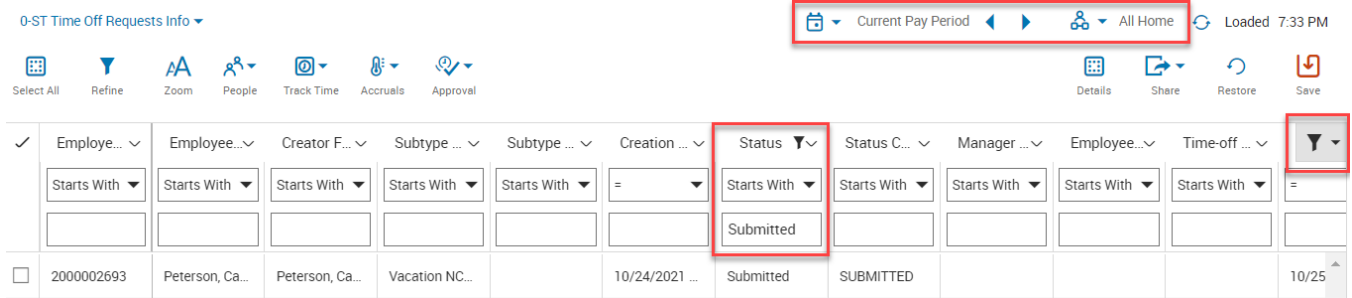 0-ST Time Off Requests Info Current Pay Period All Home Loaded 7:33 PM
Select All Refine Zoom People Track Time Accruals Approval Details Share Restore Save
Employe... Employee... Creator F... Subtype ... Subtype ... Creation ... Status Status C... Manager ... Employee... Time-off ...
Starts With Starts With Starts With Starts With Starts With = Starts With Starts With Starts With Starts With Starts With =
Submitted
2000002693 Peterson, Ca... Peterson, Ca... Vacation NC... 10/24/2021 ... Submitted SUBMITTED 10/25